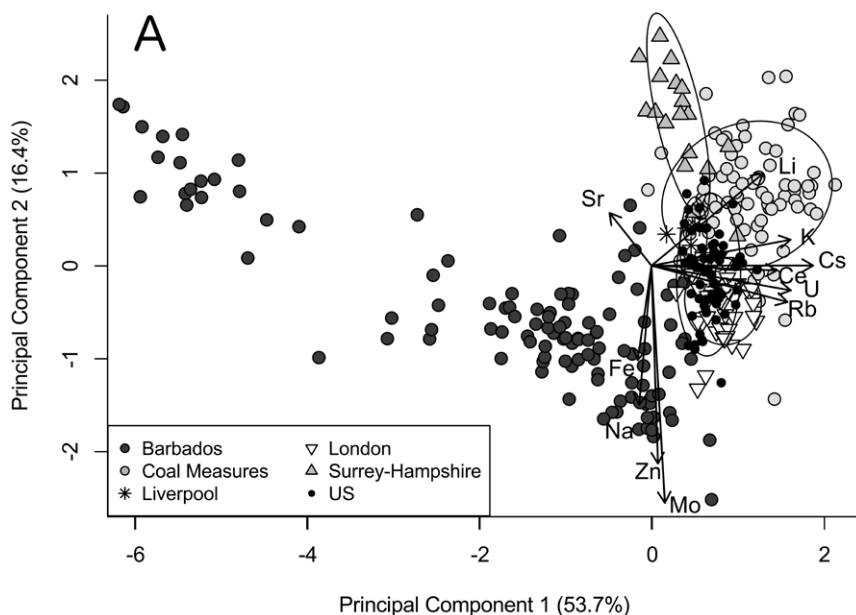 A
Principal Component 2 (16.4%)
2
1
0
-1
-2
Li
Sr
K
Cs
Ce
U
Rb
Fe
Na
Zn
Mo
Barbados
Coal Measures
Liverpool
London
Surrey-Hampshire
US
-6
-4
-2
0
2
Principal Component 1 (53.7%)